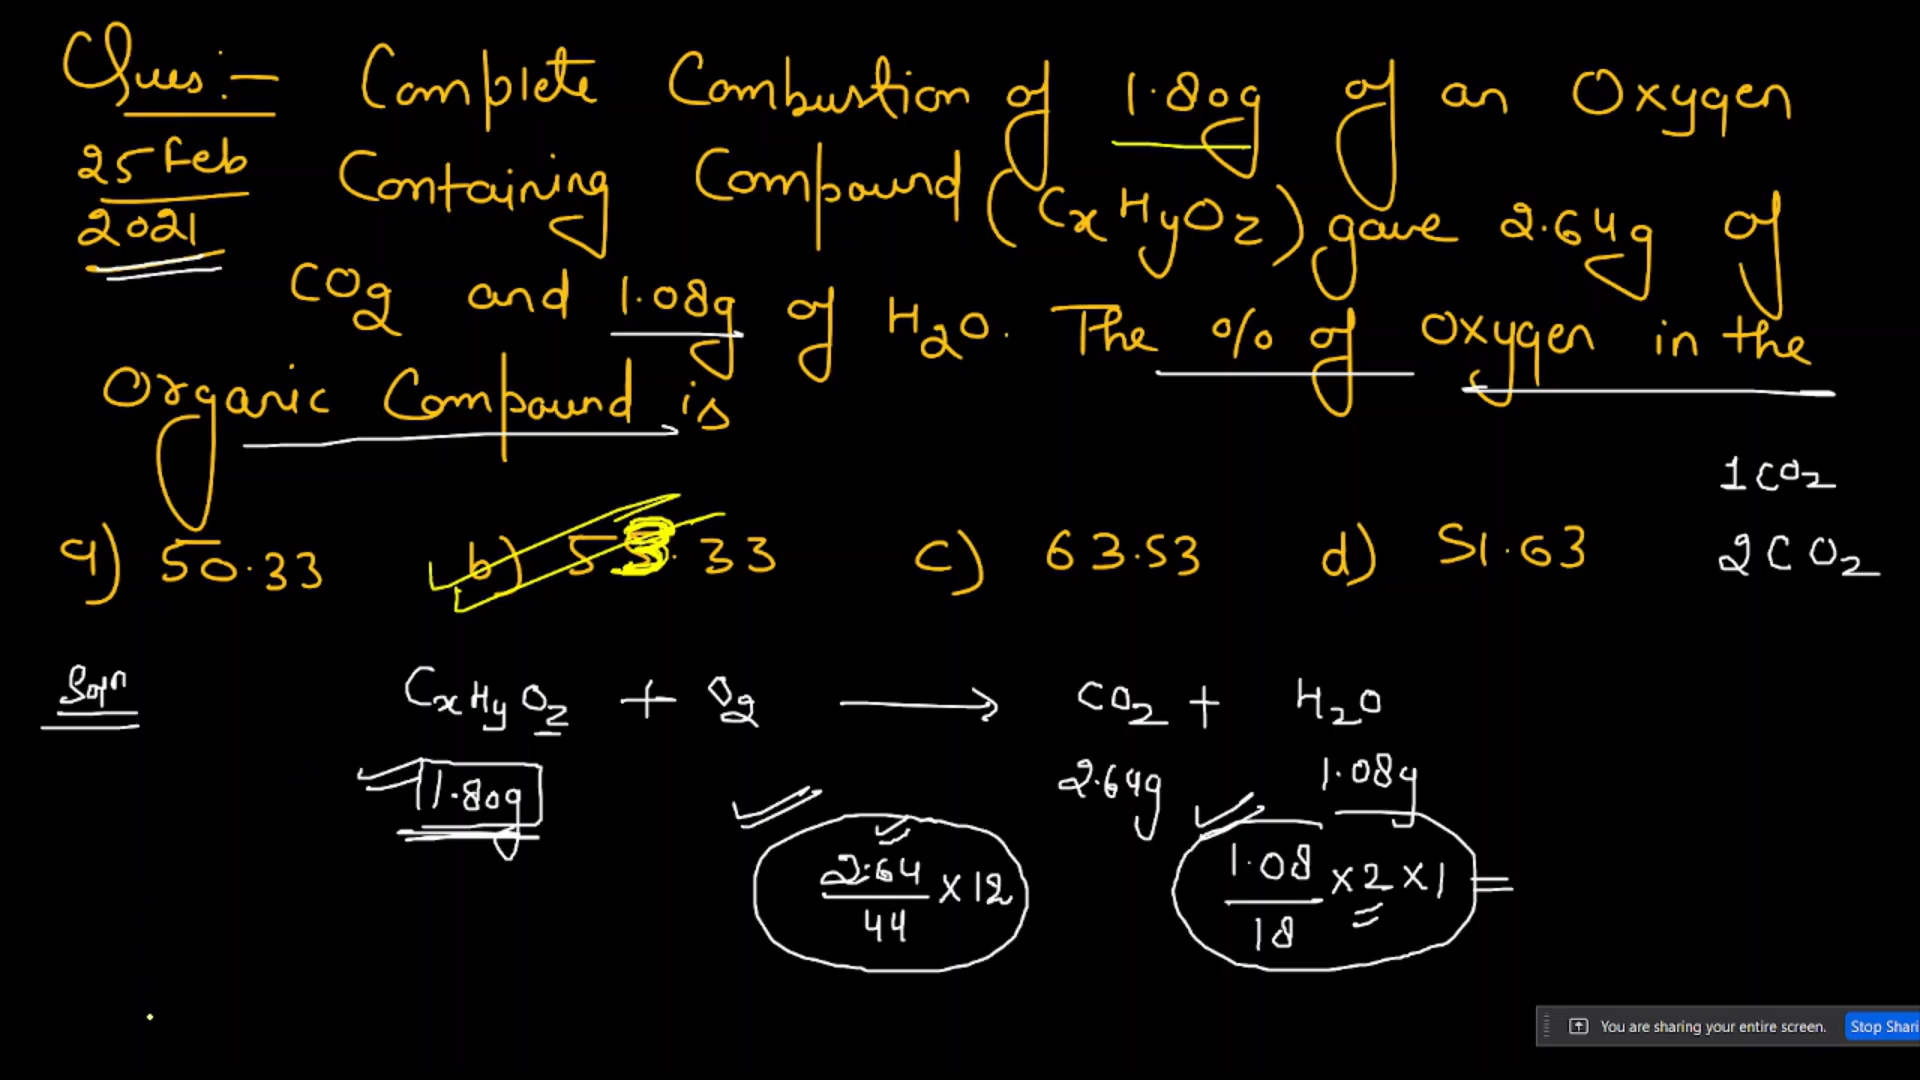 Ques:- Complete Combustion of 1.80g of an Oxygen
25 Feb 2021
Containing Compound (CxHyOz) gave 2.64g of
CO2 and 1.08g of H2O. The % of Oxygen in the
Organic Compound is
1CO2
a) 50.33 b) 53.33 c) 63.53 d) 51.63
2CO2
Soln
CxHyOz + O2 → CO2 + H2O
1.80g 2.64g 1.08g
2.64/44 × 12 1.08/18 × 2 × 1 =
You are sharing your entire screen. Stop Shari